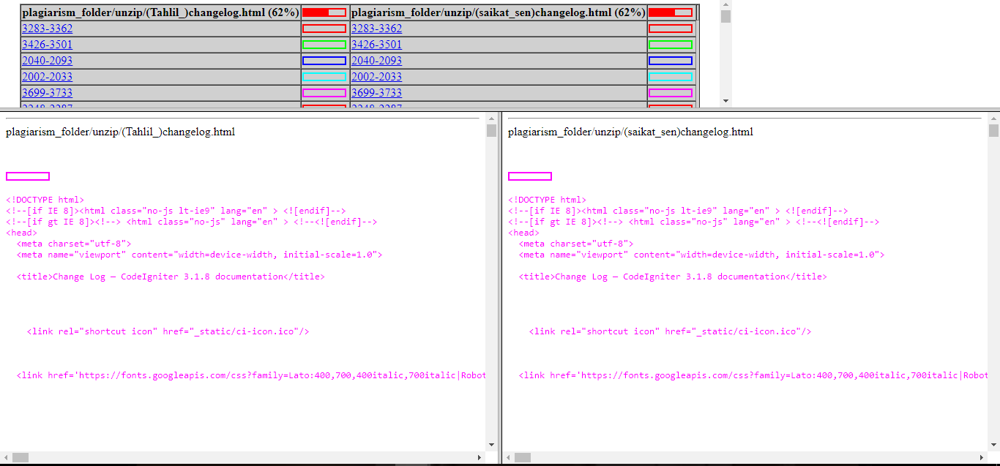 plagiarism_folder/unzip/(Tahlil_)changelog.html (62%) plagiarism_folder/unzip/(saikat_sen)changelog.html (62%)
3283-3362 3283-3362
3426-3501 3426-3501
2040-2093 2040-2093
2002-2033 2002-2033
3699-3733 3699-3733
plagiarism_folder/unzip/(Tahlil_)changelog.html
<!DOCTYPE html>
<!--[if IE 8]><html class="no-js lt-ie9" lang="en" > <![endif]-->
<!--[if gt IE 8]><!--> <html class="no-js" lang="en" > <!--<![endif]-->
<head>
<meta charset="utf-8">
<meta name="viewport" content="width=device-width, initial-scale=1.0">
<title>Change Log — CodeIgniter 3.1.8 documentation</title>
<link rel="shortcut icon" href="_static/ci-icon.ico"/>
<link href='https://fonts.googleapis.com/css?family=Lato:400,700,400italic,700italic|Robot
plagiarism_folder/unzip/(saikat_sen)changelog.html
<!DOCTYPE html>
<!--[if IE 8]><html class="no-js lt-ie9" lang="en" > <![endif]-->
<!--[if gt IE 8]><!--> <html class="no-js" lang="en" > <!--<![endif]-->
<head>
<meta charset="utf-8">
<meta name="viewport" content="width=device-width, initial-scale=1.0">
<title>Change Log — CodeIgniter 3.1.8 documentation</title>
<link rel="shortcut icon" href="_static/ci-icon.ico"/>
<link href='https://fonts.googleapis.com/css?family=Lato:400,700,400italic,700italic|Robot